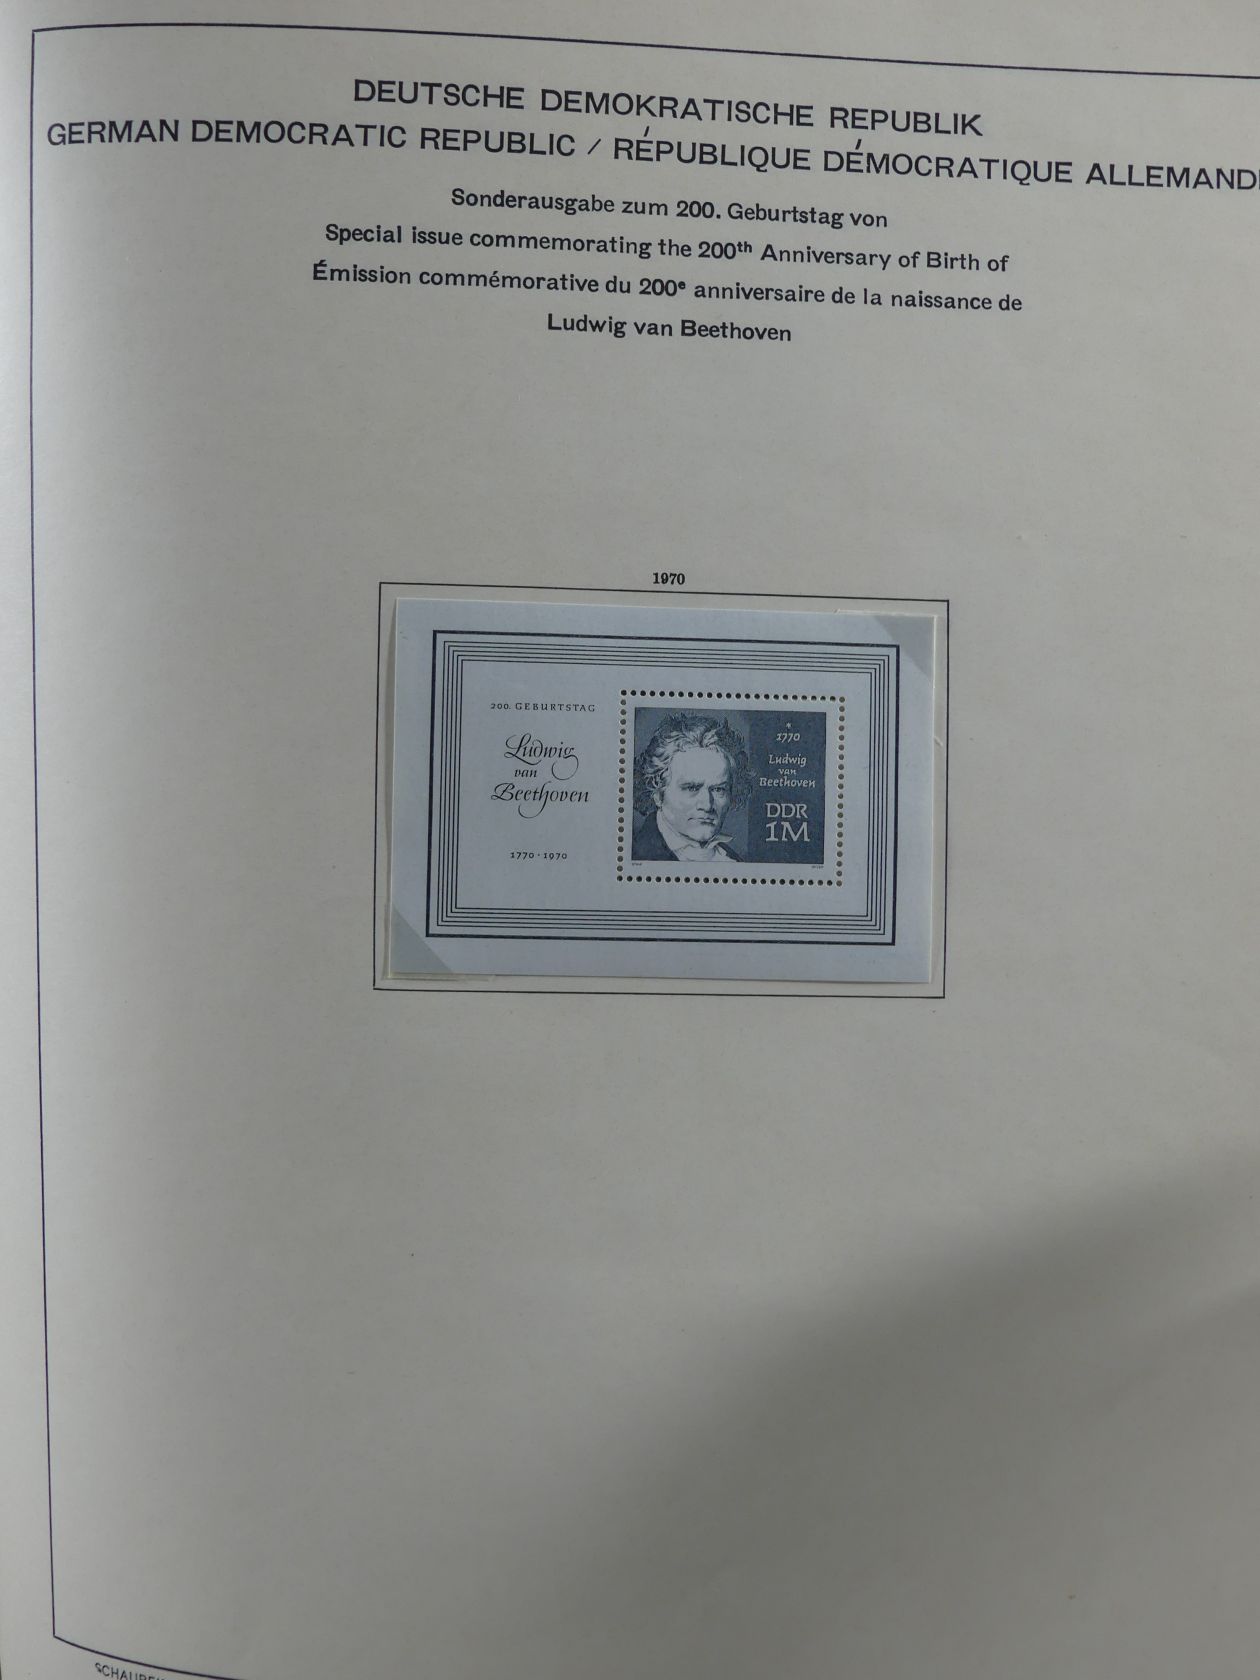 DEUTSCHE DEMOKRATISCHE REPUBLIK
GERMAN DEMOCRATIC REPUBLIC / RÉPUBLIQUE DÉMOCRATIQUE ALLEMAND
Sonderausgabe zum 200. Geburtstag von
Special issue commemorating the 200th Anniversary of Birth of
Émission commémorative du 200e anniversaire de la naissance de
Ludwig van Beethoven
1970
200. GEBURTSTAG
Ludwig
van
Beethoven
1770 · 1970
*
1770
Ludwig
van
Beethoven
DDR
1M